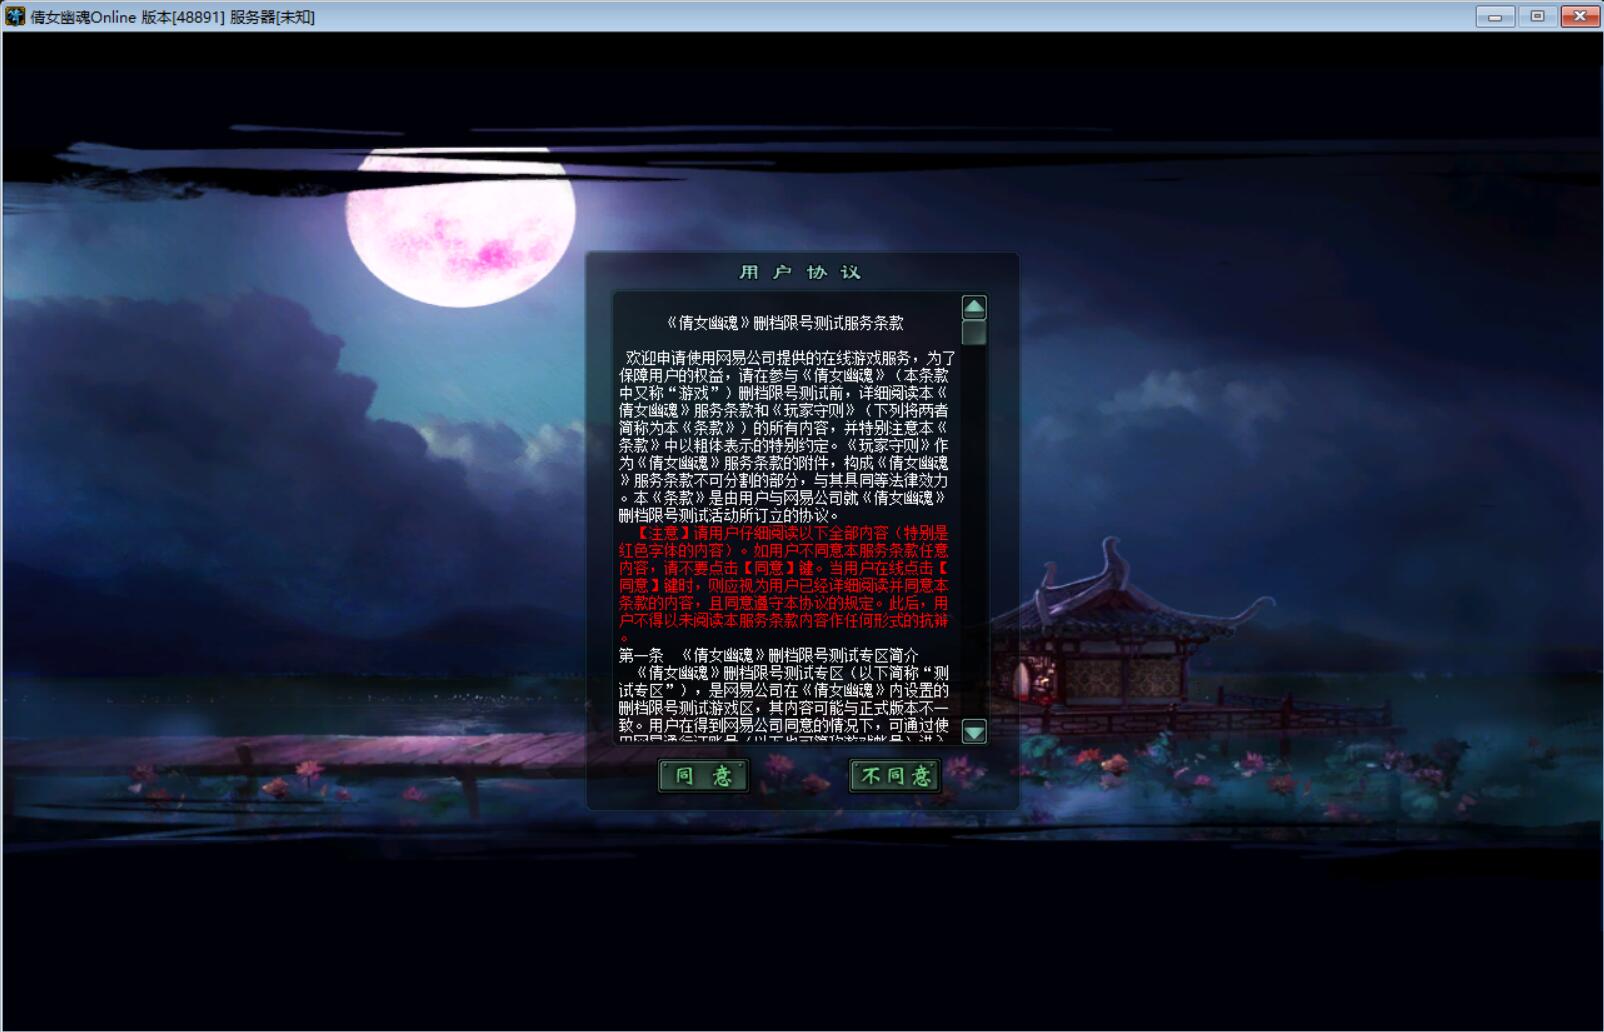 倩女幽魂Online 版本[48891] 服务器[未知]
用户协议
《倩女幽魂》删档限号测试服务条款
欢迎申请使用网易公司提供的在线游戏服务，为了
保障用户的权益，请在参与《倩女幽魂》（本条款
中又称“游戏”）删档限号测试前，详细阅读本《
倩女幽魂》服务条款和《玩家守则》（下列将两者
简称为本《条款》）的所有内容，并特别注意本《
条款》中以粗体表示的特别约定。《玩家守则》作
为《倩女幽魂》服务条款的附件，构成《倩女幽魂
》服务条款不可分割的部分，与其具同等法律效力
。本《条款》是由用户与网易公司就《倩女幽魂》
删档限号测试活动所订立的协议。
【注意】请用户仔细阅读以下全部内容（特别是
红色字体的内容）。如用户不同意本服务条款任意
内容，请不要点击【同意】键。当用户在线点击【
同意】键时，则应视为用户已经详细阅读并同意本
条款的内容，且同意遵守本协议的规定。此后，用
户不得以未阅读本服务条款内容作任何形式的抗辩
。
第一条 《倩女幽魂》删档限号测试专区简介
《倩女幽魂》删档限号测试专区（以下简称“测
试专区”），是网易公司在《倩女幽魂》内设置的
删档限号测试游戏区，其内容可能与正式版本不一
致。用户在得到网易公司同意的情况下，可通过使
同意
不同意